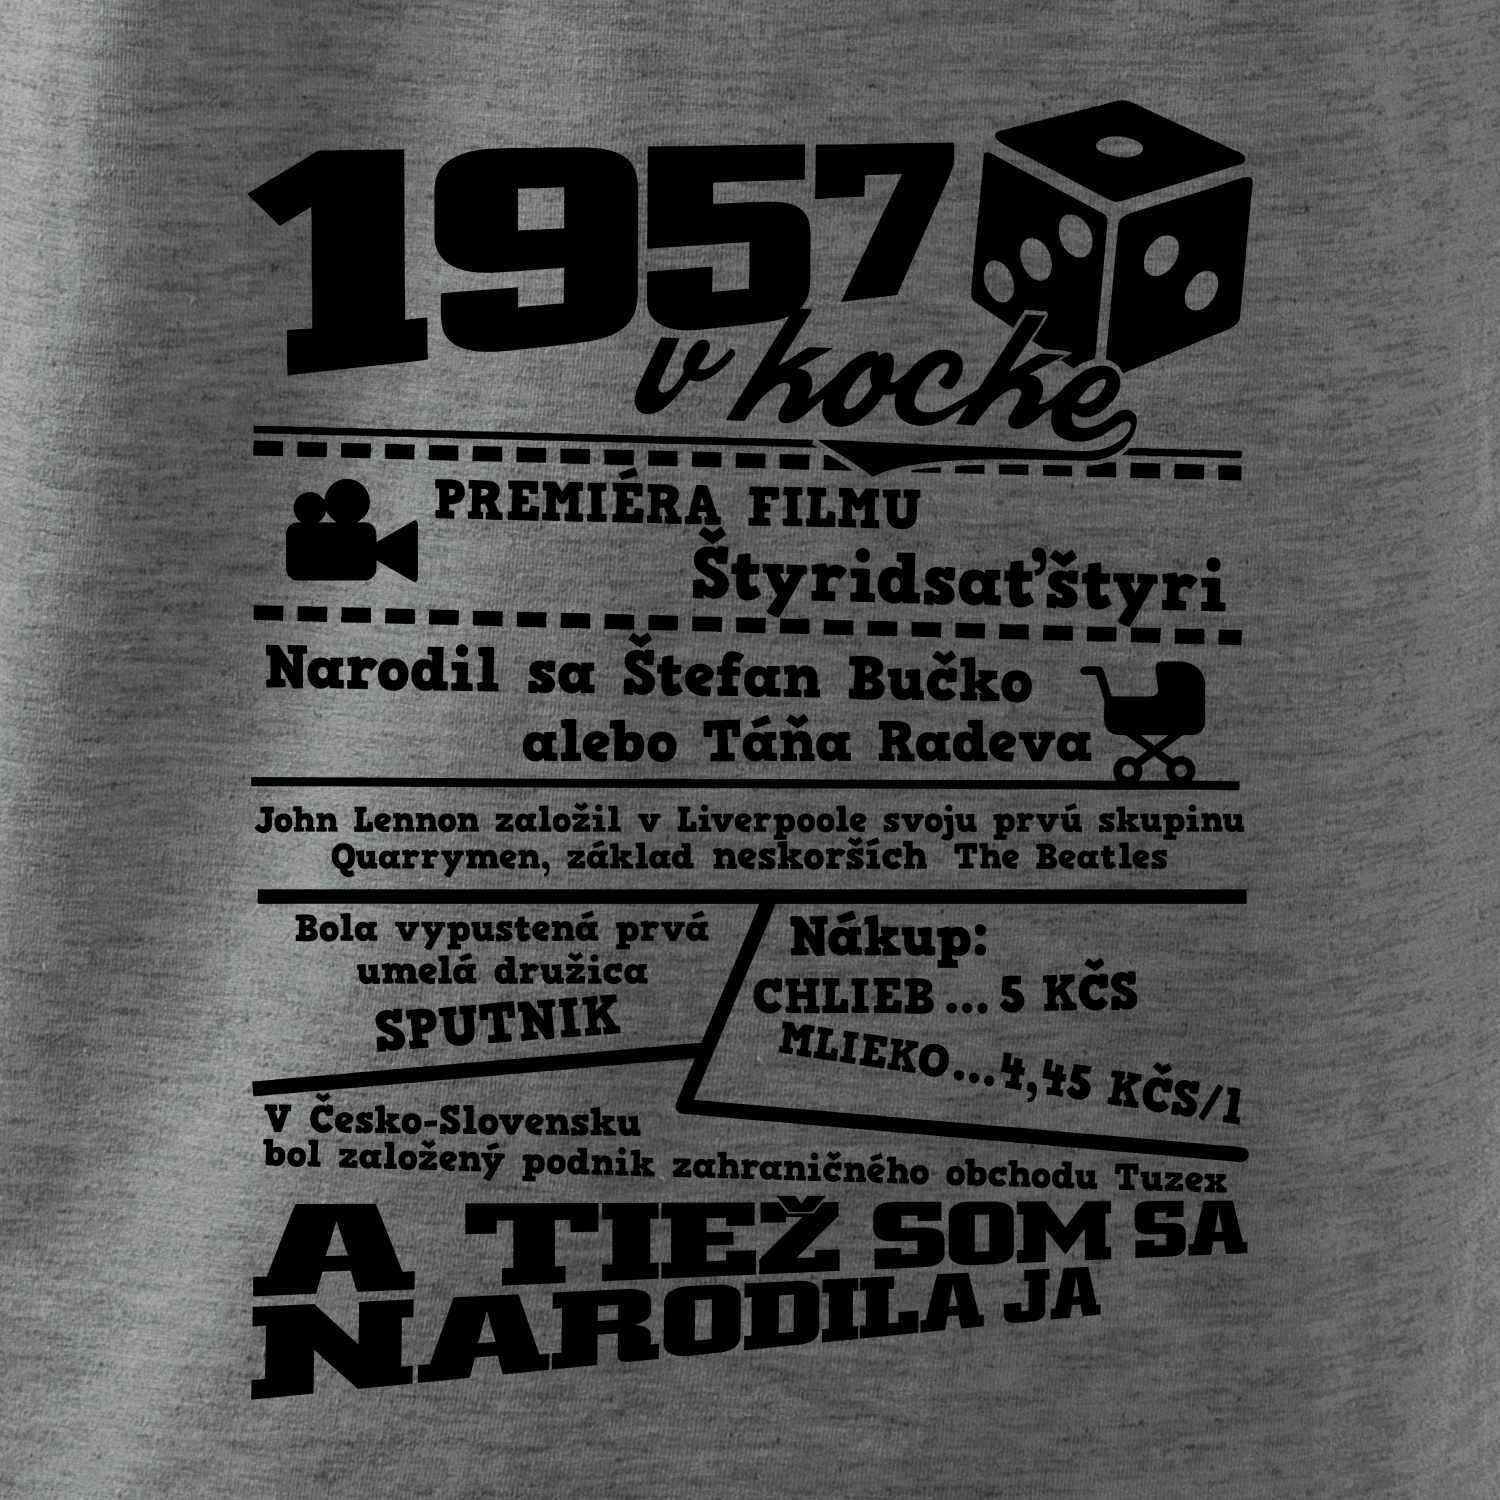 1957
v kocke
PREMIÉRA FILMU
Štyridsaťštyri
Narodil sa Štefan Bučko
alebo Táňa Radeva
John Lennon založil v Liverpoole svoju prvú skupinu
Quarrymen, základ neskorších The Beatles
Bola vypustená prvá
umelá družica
SPUTNIK
Nákup:
CHLIEB... 5 KČS
MLIEKO...4,45 KČS/l
V Česko-Slovensku
bol založený podnik zahraničného obchodu Tuzex
A TIEŽ SOM SA
NARODILA JA